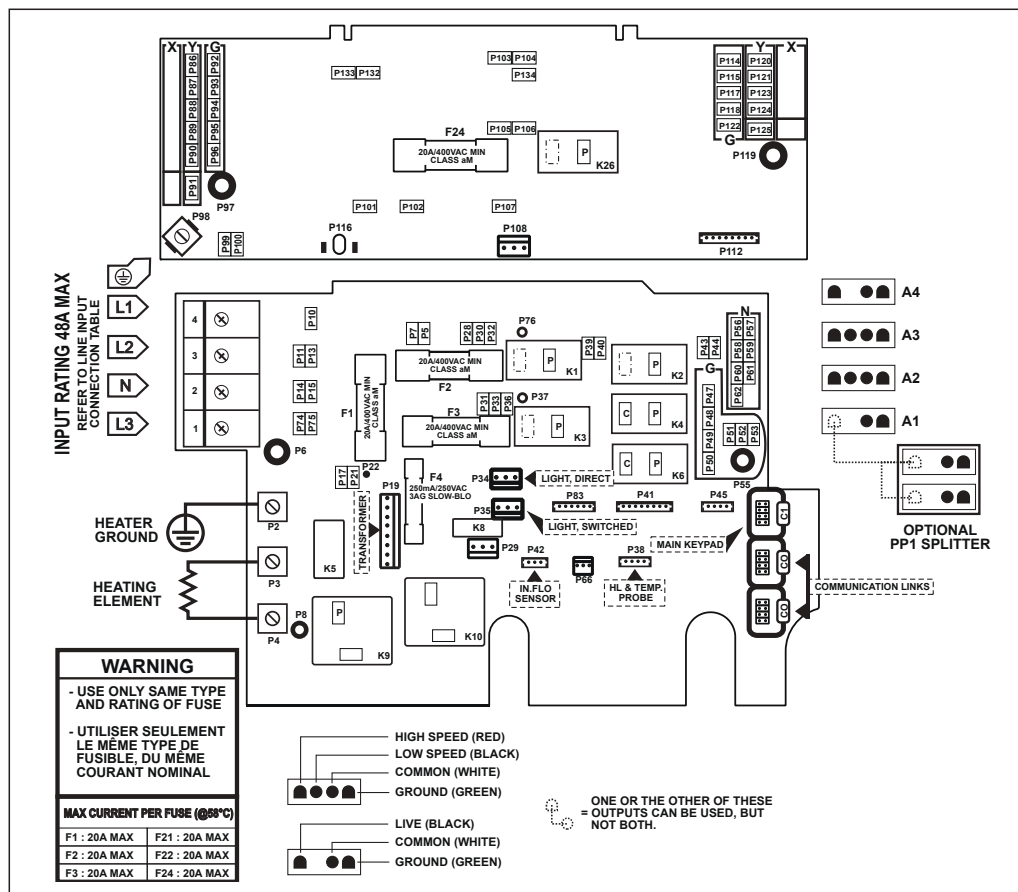 X Y G
P86
P87
P88
P89
P90
P91
P92
P93
P94
P95
P96
P97
P98
P99
P100
P133 P132
P103 P104
P134
P105 P106
F24
20A/400VAC MIN
CLASS aM
P
K26
P101
P102
P107
P116
P108
P112
Y X
P114 P120
P115 P121
P117 P123
P118 P124
P122 P125
G
P119
INPUT RATING 48A MAX
REFER TO LINE INPUT
CONNECTION TABLE
L1
L2
N
L3
4
3
2
1
P10
P11 P13
P14 P15
P74 P75
P6
P17 P21
P22
F1
20A/400VAC MIN
CLASS aM
P7 P5
P28 P30 P32
20A/400VAC MIN
CLASS aM
F2
P76
P
K1
P39 P40
P
K2
P31 P33 P36
F3
20A/400VAC MIN
CLASS aM
P37
P
K3
C P
K4
C P
K6
P43 P44
G
N
P56 P57
P58 P59
P60 P61
P62
P47
P48
P49
P50
P51
P52
P53
P55
F4
250mA/250VAC
3AG SLOW-BLO
P19
TRANSFORMER
P34
LIGHT, DIRECT
P35
LIGHT, SWITCHED
K8
P29
P83
P41
P45
MAIN KEYPAD
P42
IN.FLO
SENSOR
P66
P38
HL & TEMP.
PROBE
C1
CO
CO
COMMUNICATION LINKS
HEATER
GROUND
P2
HEATING
ELEMENT
P3
P4
P8
K5
P
K9
K10
A4
A3
A2
A1
OPTIONAL
PP1 SPLITTER
WARNING
- USE ONLY SAME TYPE
AND RATING OF FUSE
- UTILISER SEULEMENT
LE MÊME TYPE DE
FUSIBLE, DU MÊME
COURANT NOMINAL
MAX CURRENT PER FUSE (@58°C)
F1 : 20A MAX F21 : 20A MAX
F2 : 20A MAX F22 : 20A MAX
F3 : 20A MAX F24 : 20A MAX
HIGH SPEED (RED)
LOW SPEED (BLACK)
COMMON (WHITE)
GROUND (GREEN)
LIVE (BLACK)
COMMON (WHITE)
GROUND (GREEN)
ONE OR THE OTHER OF THESE
= OUTPUTS CAN BE USED, BUT
NOT BOTH.